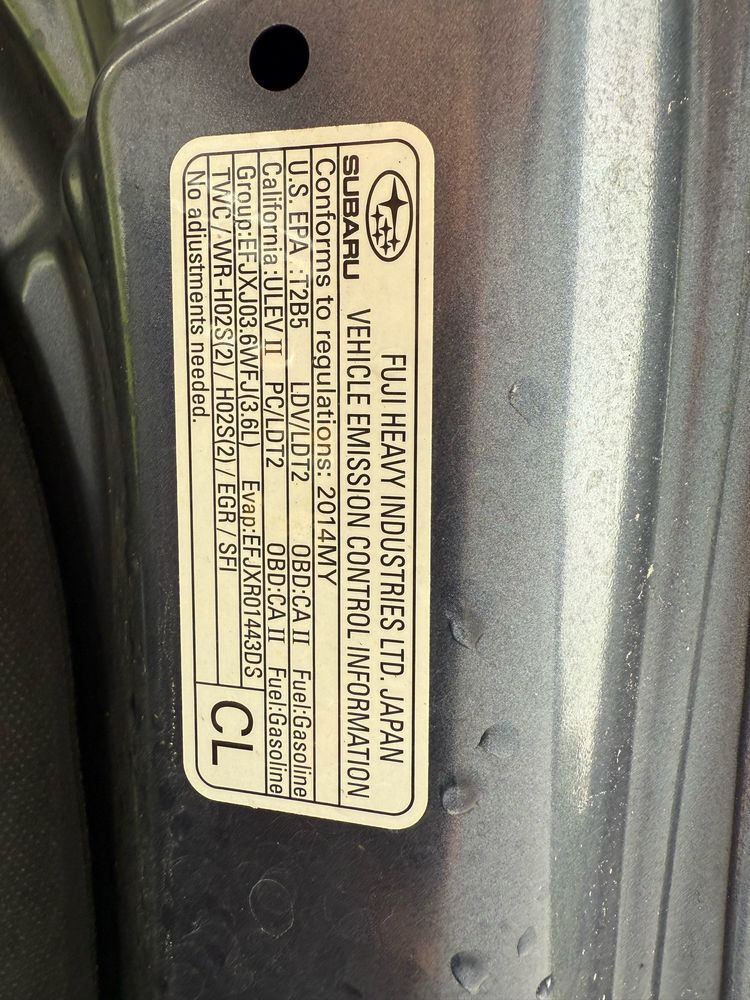 SUBARU
FUJI HEAVY INDUSTRIES LTD. JAPAN
VEHICLE EMISSION CONTROL INFORMATION
Conforms to regulations: 2014MY
U.S. EPA :T2B5 LDV/LDT2 OBD:CA II Fuel:Gasoline
California :ULEV II PC/LDT2 OBD:CA II Fuel:Gasoline
Group:EFJXJ03.6WFJ(3.6L) Evap:EFJXR01443DS
TWC / WR-HO2S(2) / HO2S(2) / EGR / SFI
No adjustments needed.
CL